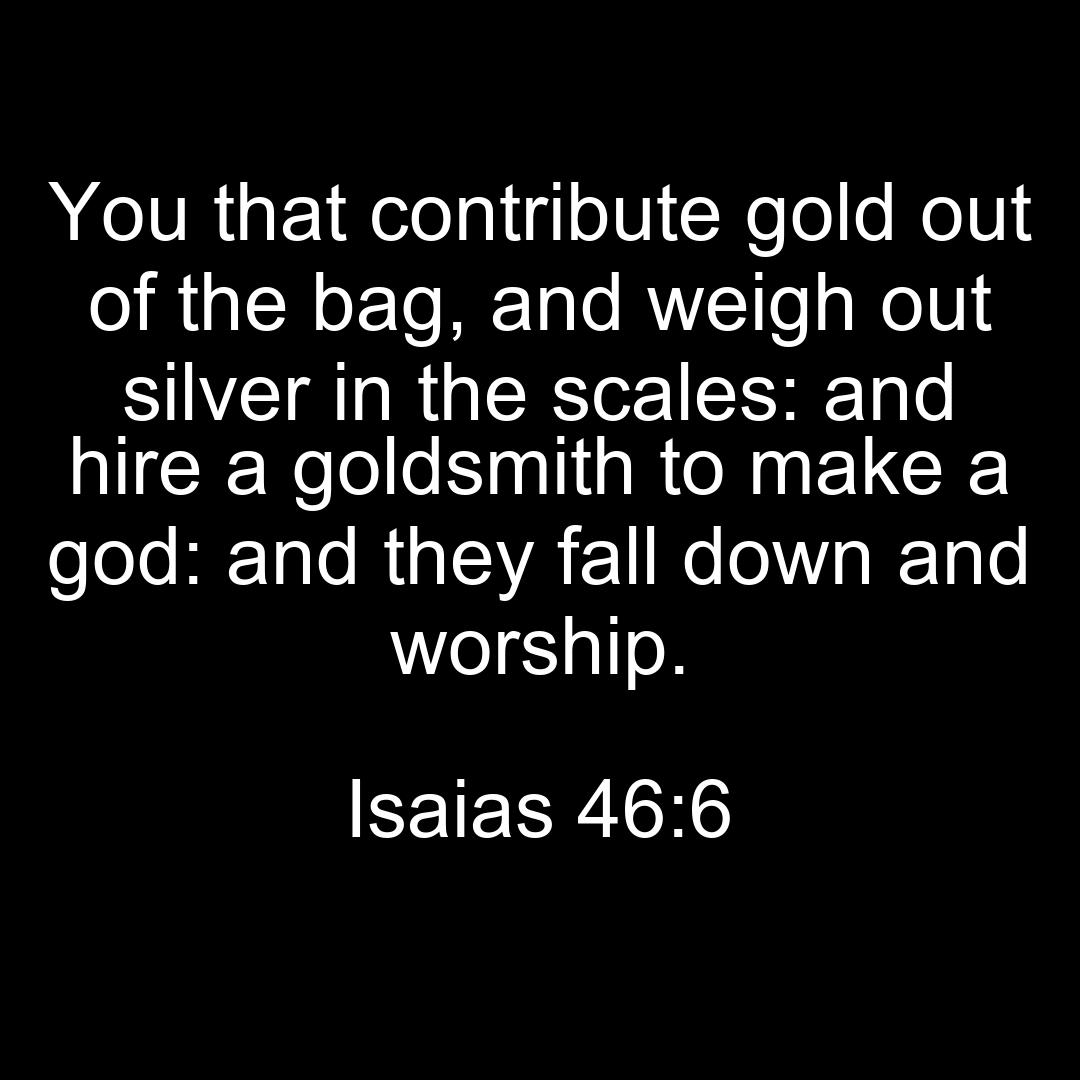 You that contribute gold out
of the bag, and weigh out
silver in the scales: and
hire a goldsmith to make a
god: and they fall down and
worship.
Isaias 46:6